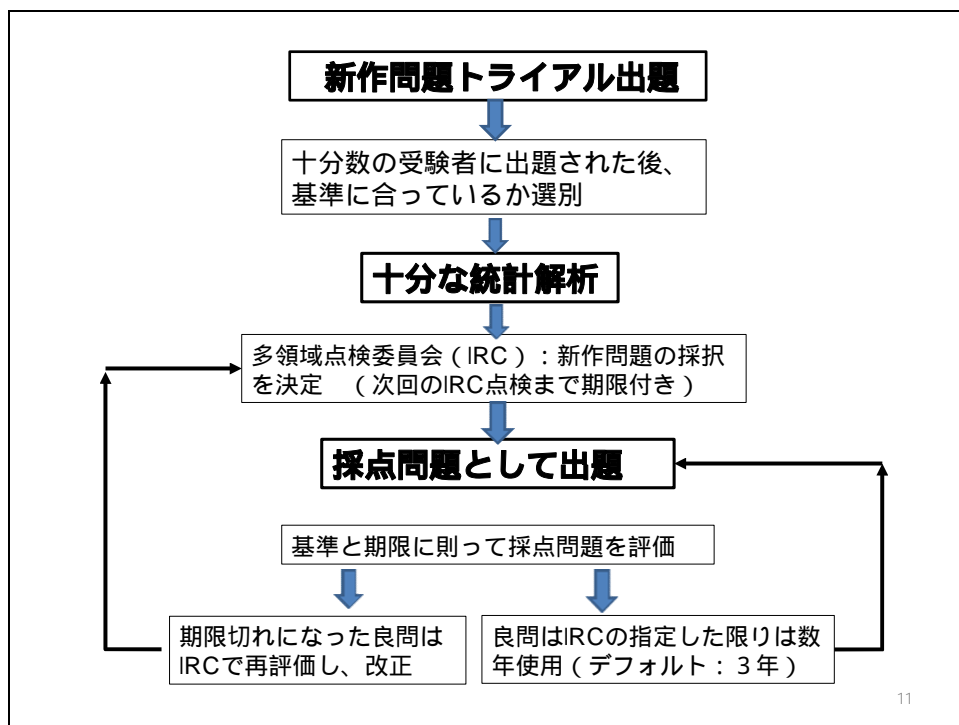 新作問題トライアル出題
十分数の受験者に出題された後、
基準に合っているか選別
十分な統計解析
多領域点検委員会(IRC):新作問題の採択
を決定 (次回のIRC点検まで期限付き)
採点問題として出題
基準と期限に則って採点問題を評価
期限切れになった良問は
IRCで再評価し、改正
良問はIRCの指定した限りは数
年使用(デフォルト:3年)
11